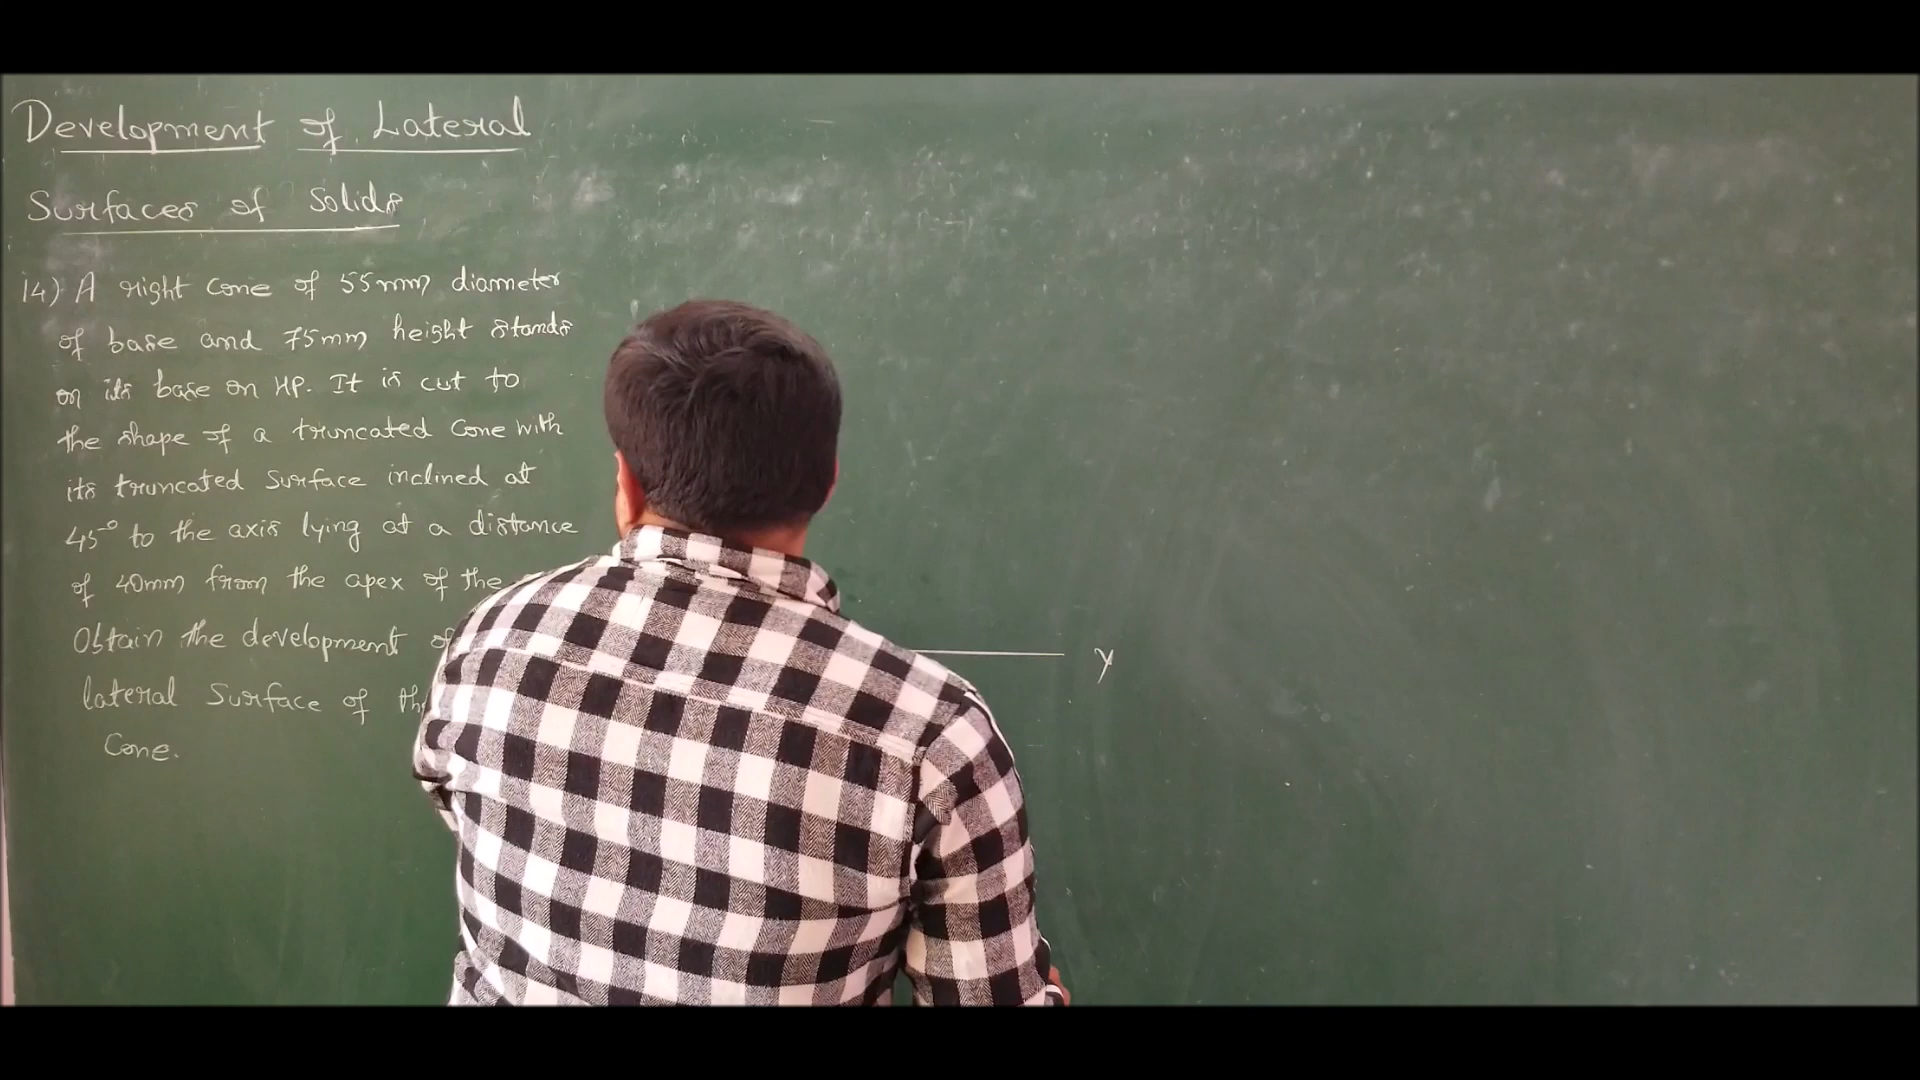 Development of Lateral
Surfaces of Solids
14) A right cone of 55mm diameter
of base and 75mm height stands
on its base on HP. It is cut to
the shape of a truncated cone with
its truncated surface inclined at
45° to the axis lying at a distance
of 40mm from the apex of the
Obtain the development of
lateral surface of the
Cone.
y